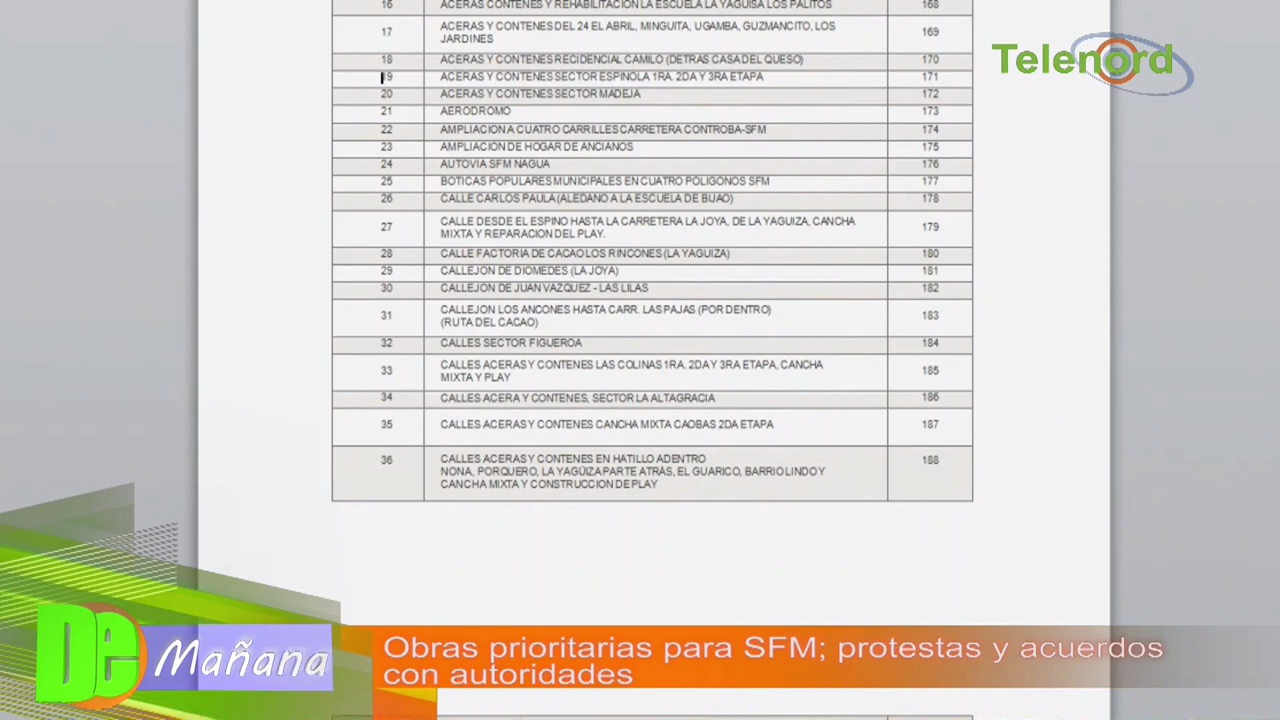 16 ACERAS CONTENES Y REHABILITACION LA ESCUELA LA YAGUISA LOS PALITOS 168
17 ACERAS Y CONTENES DEL 24 EL ABRIL, MINGUITA, UGAMBA, GUZMANCITO, LOS 169
JARDINES
18 ACERAS Y CONTENES RECIDENCIAL CAMILO (DETRAS CASA DEL QUESO) 170
19 ACERAS Y CONTENES SECTOR ESPINOLA 1RA. 2DA Y 3RA ETAPA 171
20 ACERAS Y CONTENES SECTOR MADEJA 172
21 AERODROMO 173
22 AMPLIACION A CUATRO CARRILLES CARRETERA CONTROBA-SFM 174
23 AMPLIACION DE HOGAR DE ANCIANOS 175
24 AUTOVIA SFM NAGUA 176
25 BOTICAS POPULARES MUNICIPALES EN CUATRO POLIGONOS SFM 177
26 CALLE CARLOS PAULA (ALEDANO A LA ESCUELA DE BIJAO) 178
27 CALLE DESDE EL ESPINO HASTA LA CARRETERA LA JOYA, DE LA YAGUIZA, CANCHA 179
MIXTA Y REPARACION DEL PLAY.
28 CALLE FACTORIA DE CACAO LOS RINCONES (LA YAGUIZA) 180
29 CALLEJON DE DIOMEDES (LA JOYA) 181
30 CALLEJON DE JUAN VAZQUEZ - LAS LILAS 182
31 CALLEJON LOS ANCONES HASTA CARR. LAS PAJAS (POR DENTRO) 183
(RUTA DEL CACAO)
32 CALLES SECTOR FIGUEROA 184
33 CALLES ACERAS Y CONTENES LAS COLINAS 1RA. 2DA Y 3RA ETAPA, CANCHA 185
MIXTA Y PLAY
34 CALLES ACERA Y CONTENES, SECTOR LA ALTAGRACIA 186
35 CALLES ACERAS Y CONTENES CANCHA MIXTA CAOBAS 2DA ETAPA 187
36 CALLES ACERAS Y CONTENES EN HATILLO ADENTRO 188
NONA, PORQUERO, LA YAGÜIZA PARTE ATRAS, EL GUARICO, BARRIO LINDO Y
CANCHA MIXTA Y CONSTRUCCION DE PLAY
Telenord
De Mañana
Obras prioritarias para SFM; protestas y acuerdos
con autoridades